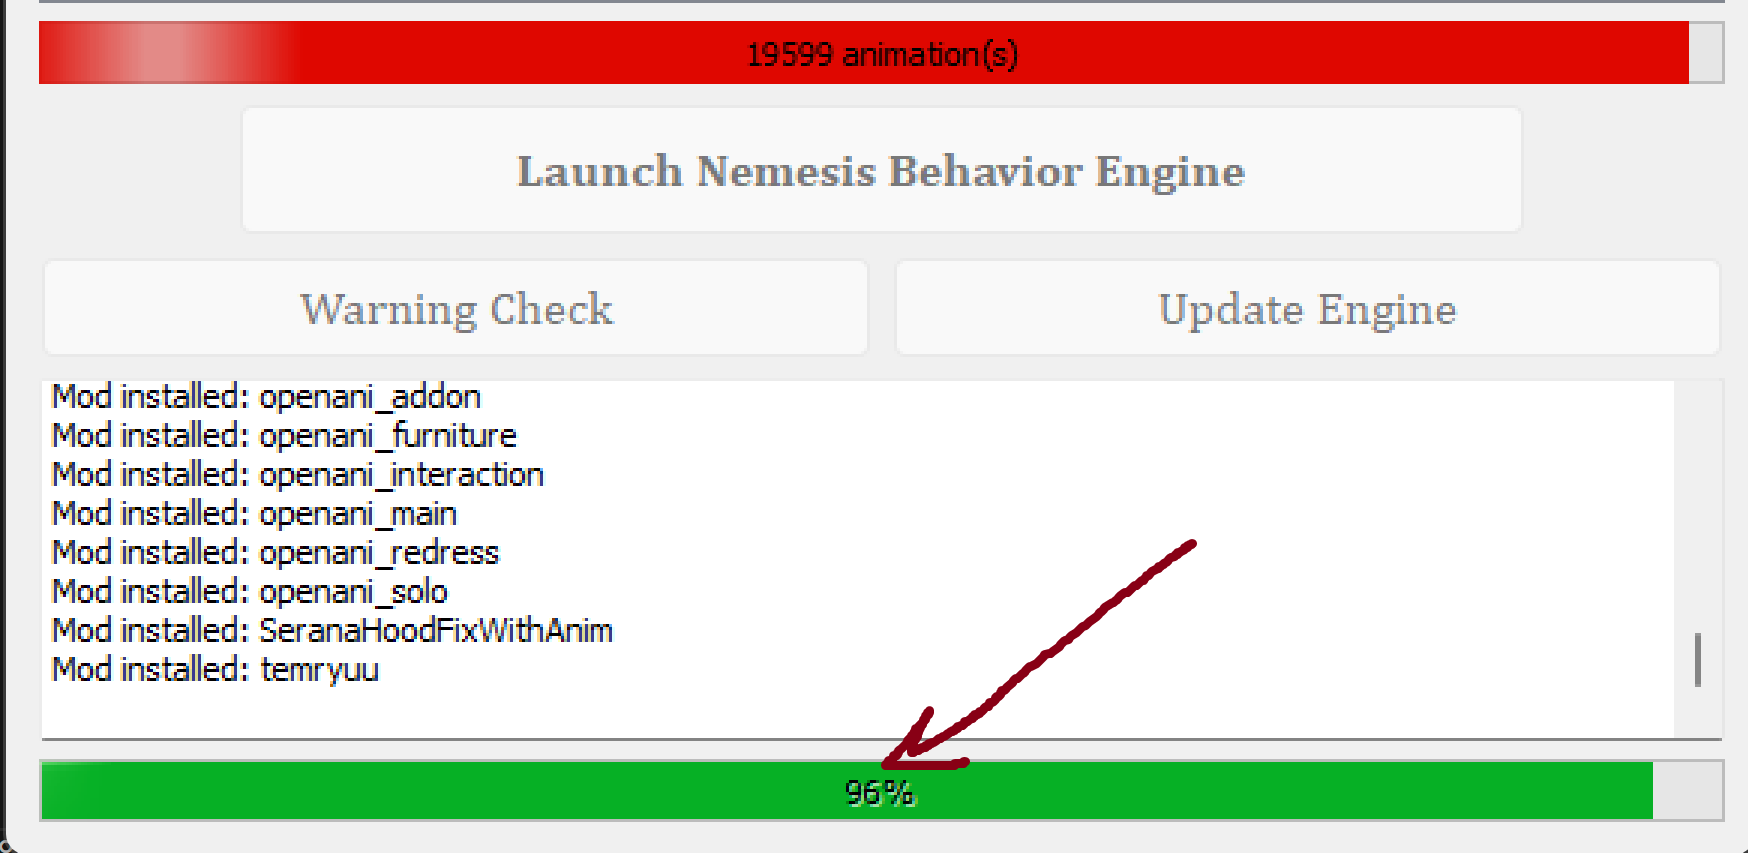 19599 animation(s)
Launch Nemesis Behavior Engine
Warning Check
Update Engine
Mod installed: openani_addon
Mod installed: openani_furniture
Mod installed: openani_interaction
Mod installed: openani_main
Mod installed: openani_redress
Mod installed: openani_solo
Mod installed: SeranaHoodFixWithAnim
Mod installed: temryuu
96%